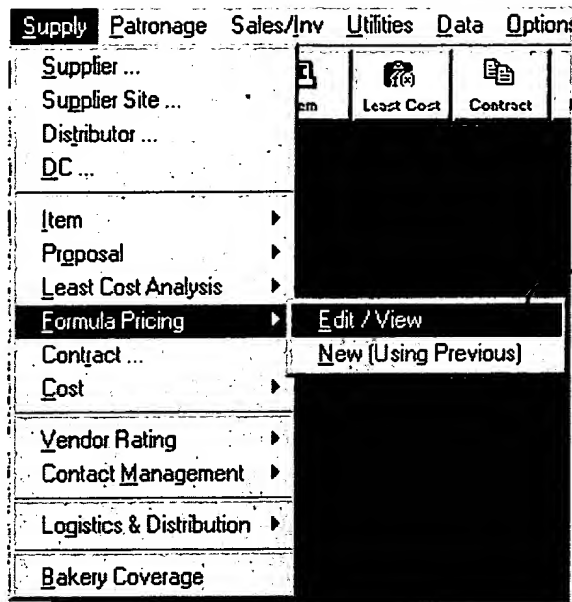 Supply Patronage Sales/Inv Utilities Data Options
Supplier ...
Supplier Site ...
Distributor ...
DC ...
Least Cost
Contract
Item
Proposal
Least Cost Analysis
Formula Pricing
Edit / View
New (Using Previous)
Contract ...
Cost
Vendor Rating
Contact Management
Logistics & Distribution
Bakery Coverage